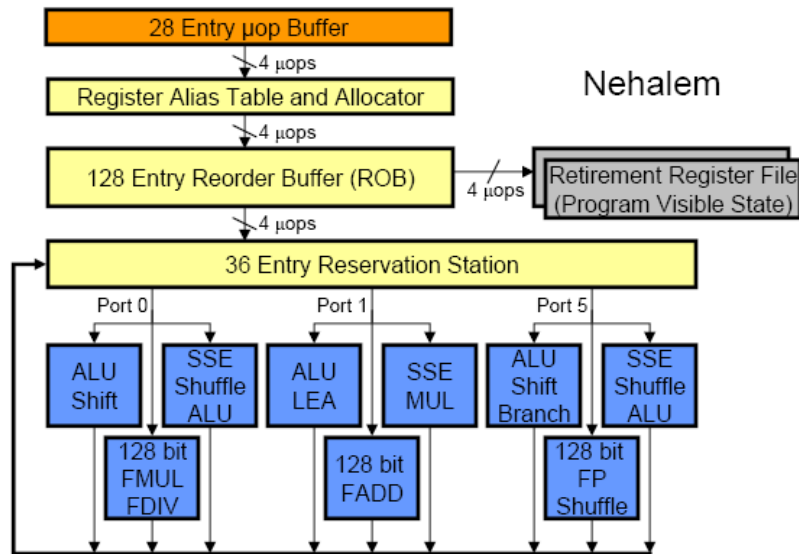 28 Entry µop Buffer
4 µops
Nehalem
Register Alias Table and Allocator
4 µops
128 Entry Reorder Buffer (ROB)
4 µops
Retirement Register File
(Program Visible State)
4 µops
36 Entry Reservation Station
Port 0
Port 1
Port 5
ALU
Shift
SSE
Shuffle
ALU
ALU
LEA
SSE
MUL
ALU
Shift
Branch
SSE
Shuffle
ALU
128 bit
FMUL
FDIV
128 bit
FADD
128 bit
FP
Shuffle